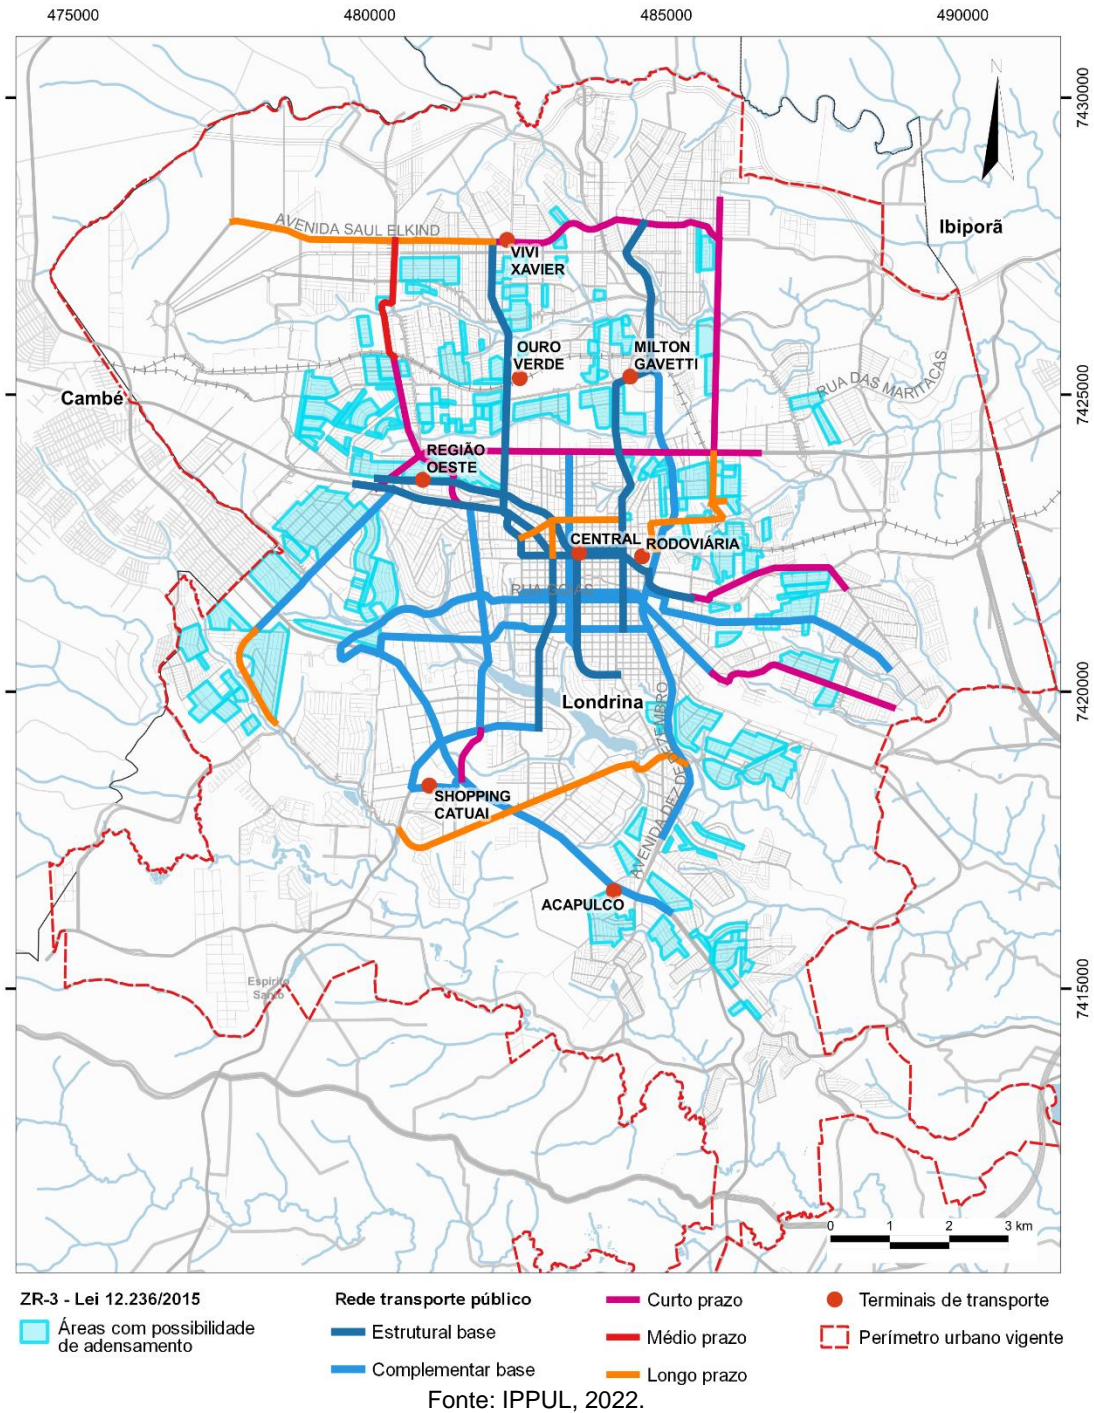 475000
480000
485000
490000
N
7430000
Ibiporã
AVENIDA SAUL ELKIND
VIVI
XAVIER
OURO
VERDE
MILTON
GAVETTI
RUA DAS MARITACAS
7425000
Cambé
REGIÃO
OESTE
CENTRAL
RODOVIÁRIA
RUA GOIÁS
7420000
Londrina
AVENIDA DEZ DE DEZEMBRO
SHOPPING
CATUAI
ACAPULCO
Espírito
Santo
7415000
0 1 2 3 km
ZR-3 - Lei 12.236/2015
Áreas com possibilidade
de adensamento
Rede transporte público
Estrutural base
Complementar base
Curto prazo
Médio prazo
Longo prazo
Terminais de transporte
Perímetro urbano vigente
Fonte: IPPUL, 2022.